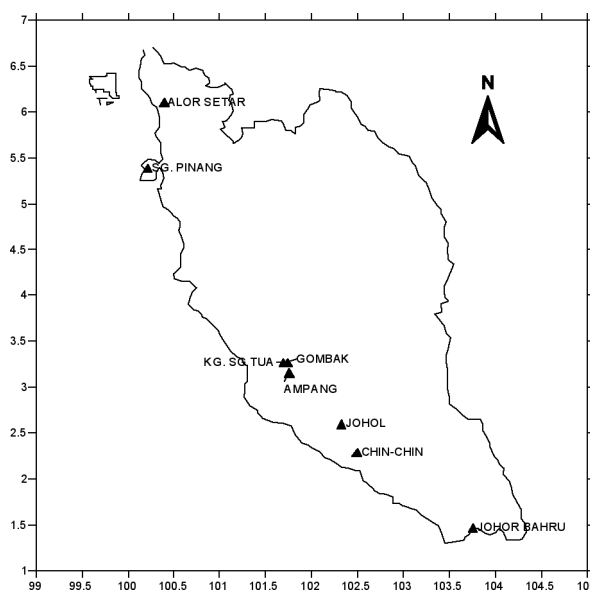 7
6.5
N
ALOR SETAR
6
5.5
SG. PINANG
5
4.5
4
3.5
KG. SG.TUA GOMBAK
3
AMPANG
JOHOL
2.5
CHIN-CHIN
2
1.5
JOHOR BAHRU
1
99 99.5 100 100.5 101 101.5 102 102.5 103 103.5 104 104.5 105